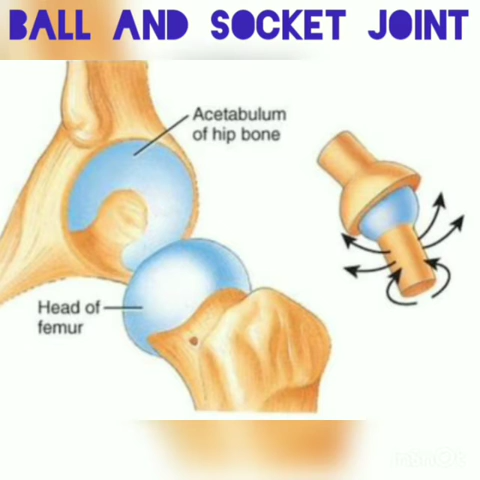 BALL AND SOCKET JOINT
Acetabulum
of hip bone
Head of
femur